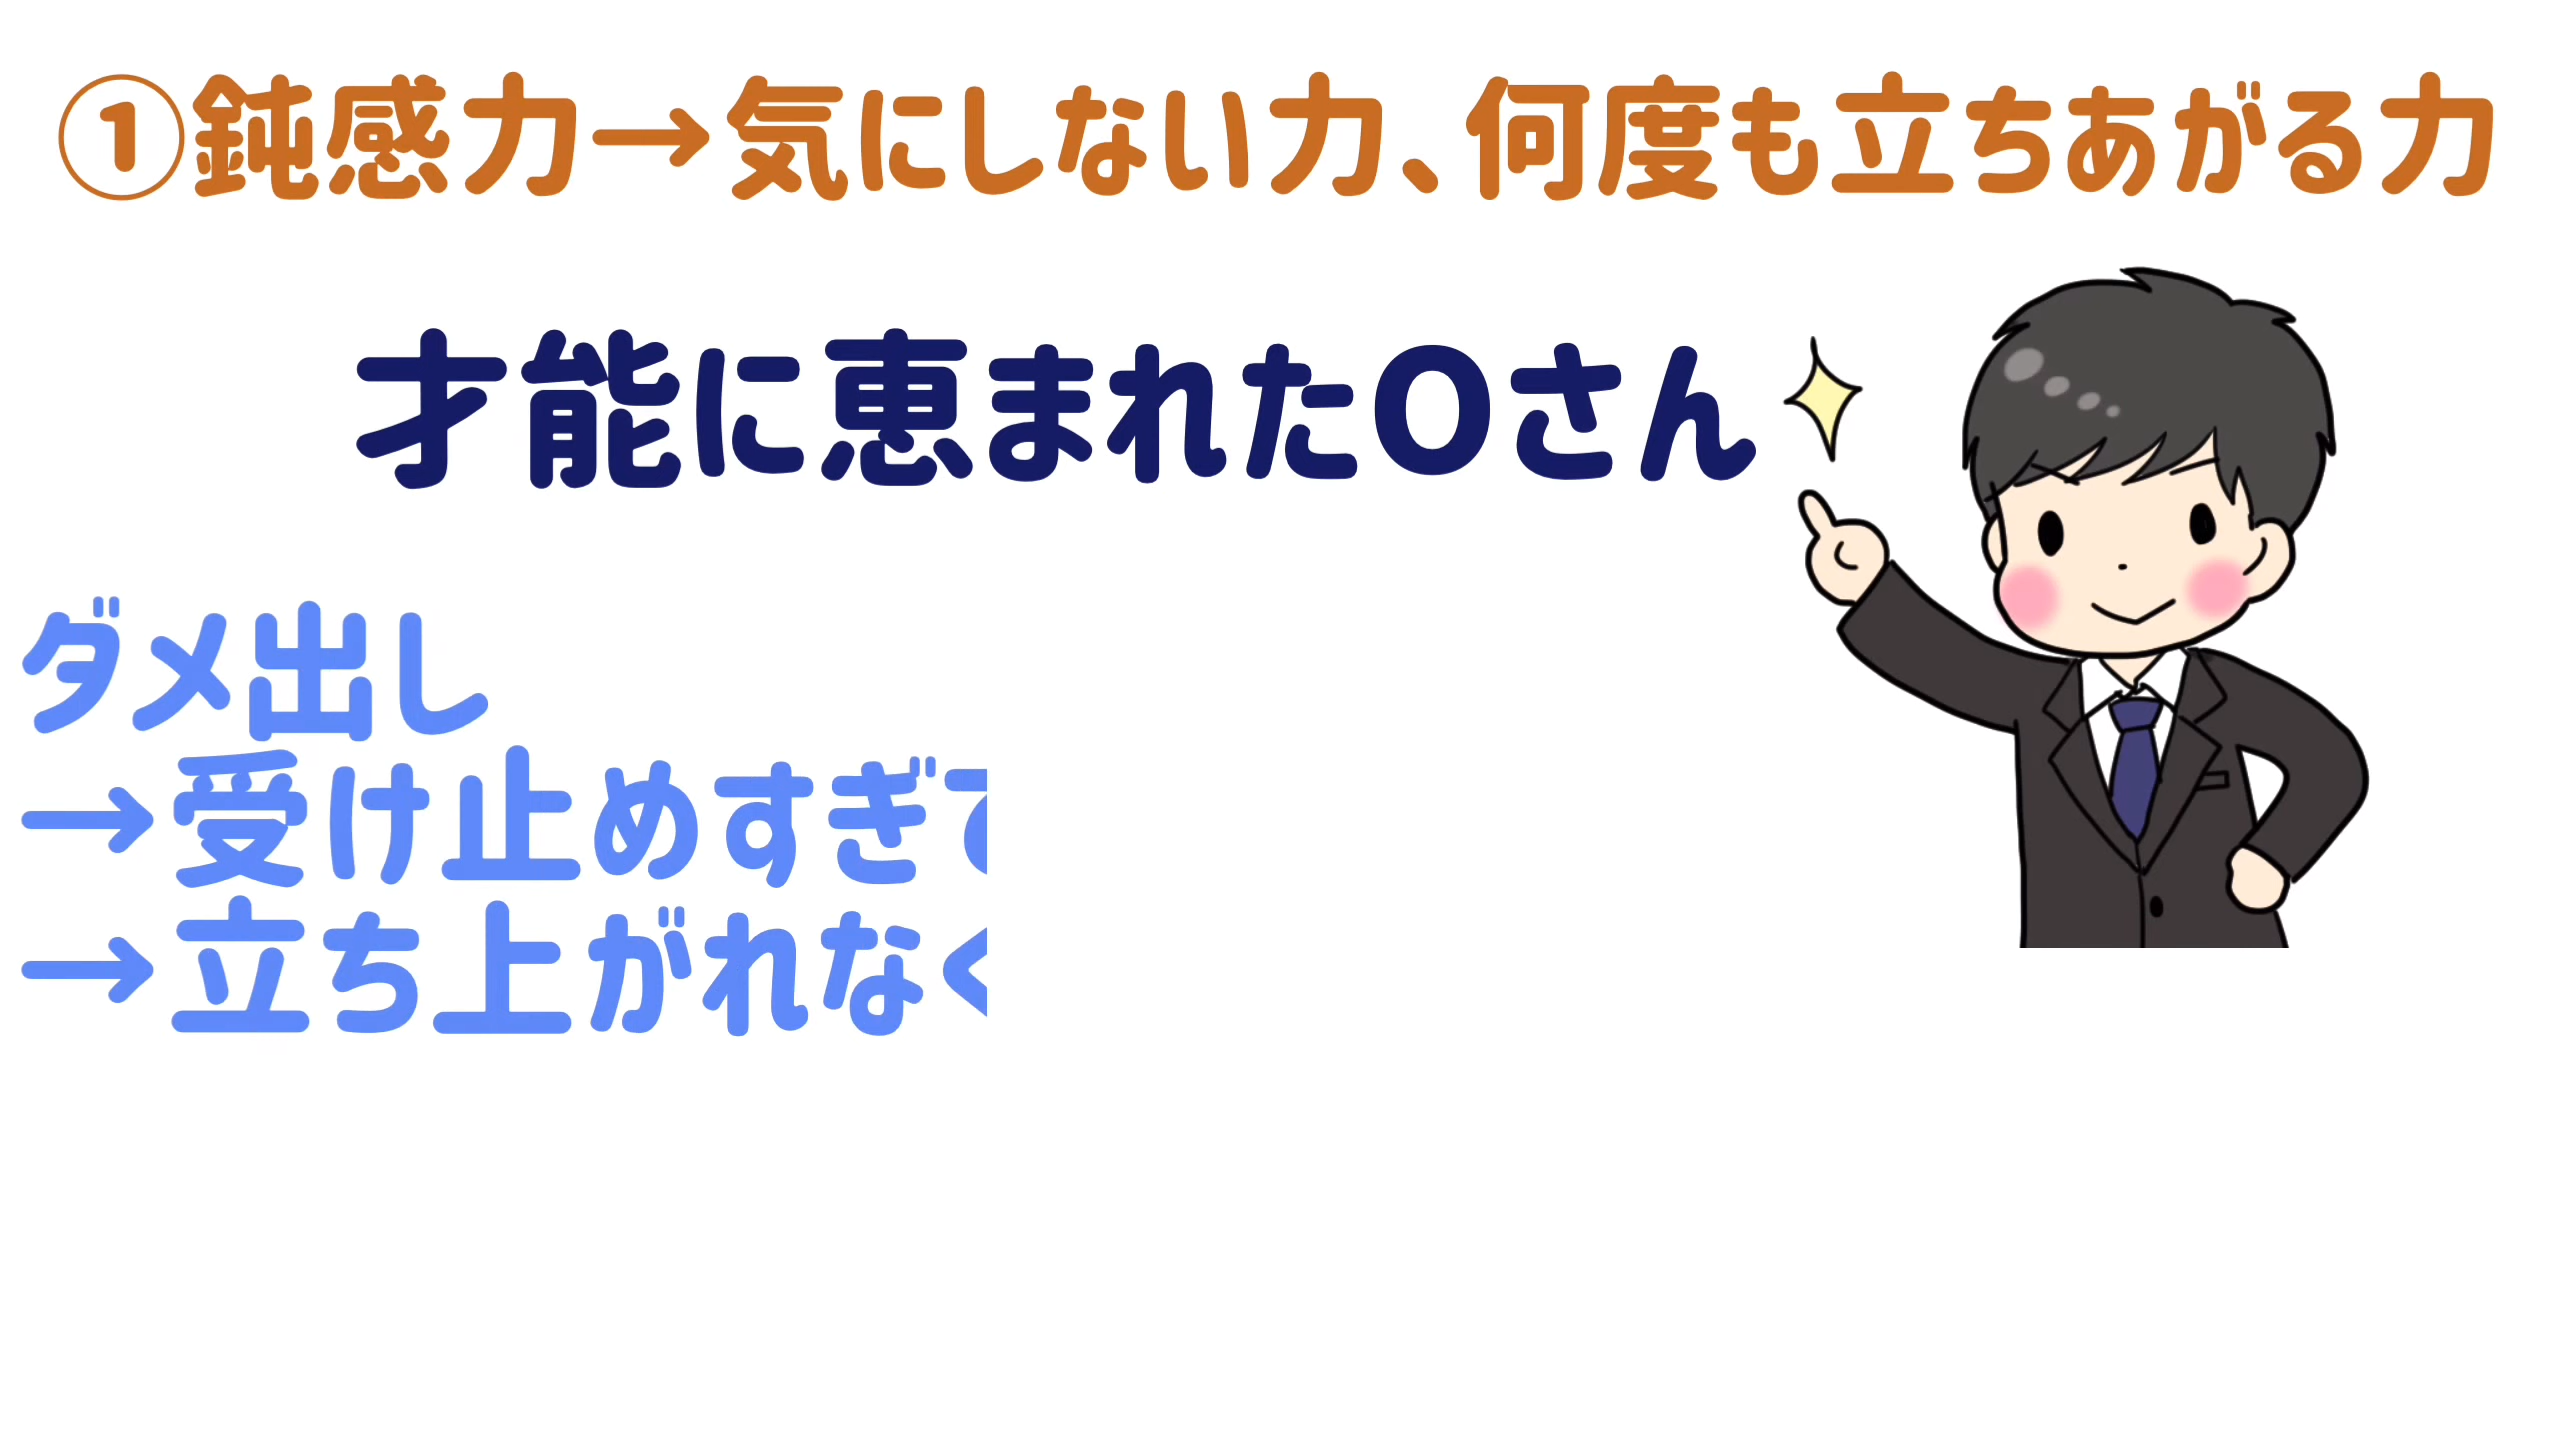 ①鈍感力→気にしない力、何度も立ちあがる力
才能に恵まれたOさん
ダメ出し
→受け止めすぎて
→立ち上がれなく